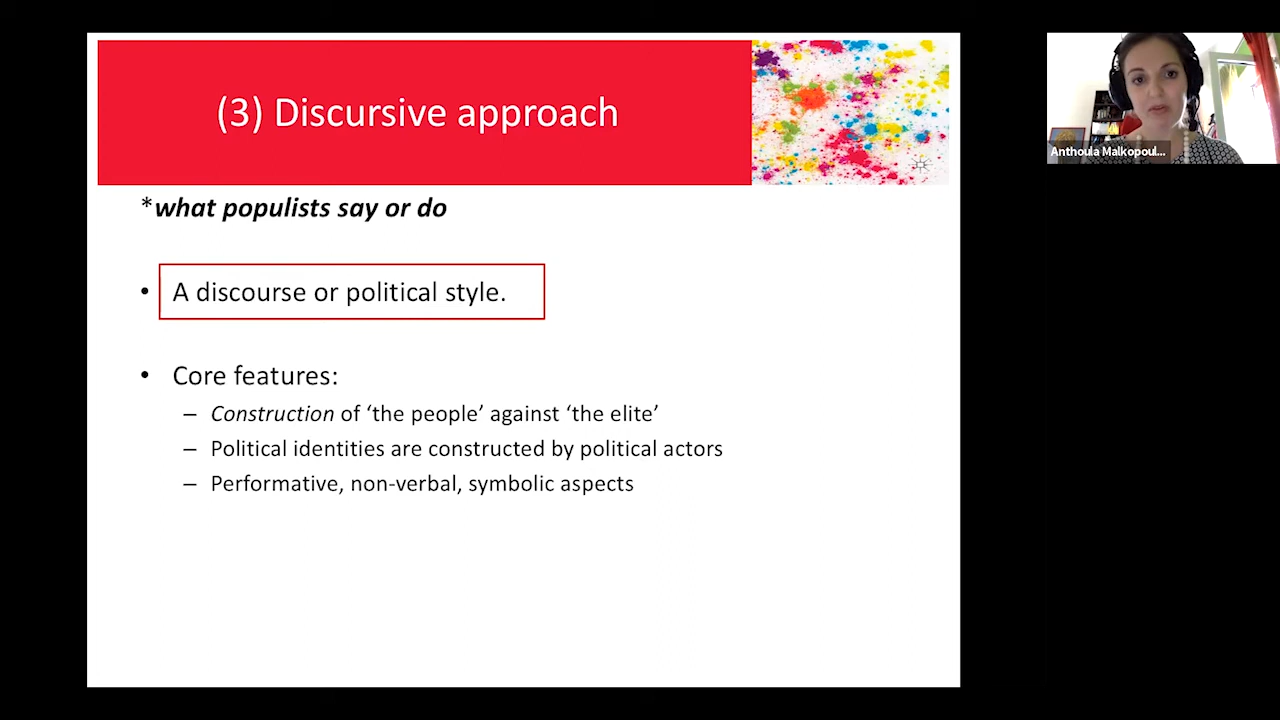 (3) Discursive approach
*what populists say or do
• A discourse or political style.
• Core features:
– Construction of ‘the people’ against ‘the elite’
– Political identities are constructed by political actors
– Performative, non-verbal, symbolic aspects
Anthoula Malkopoul...